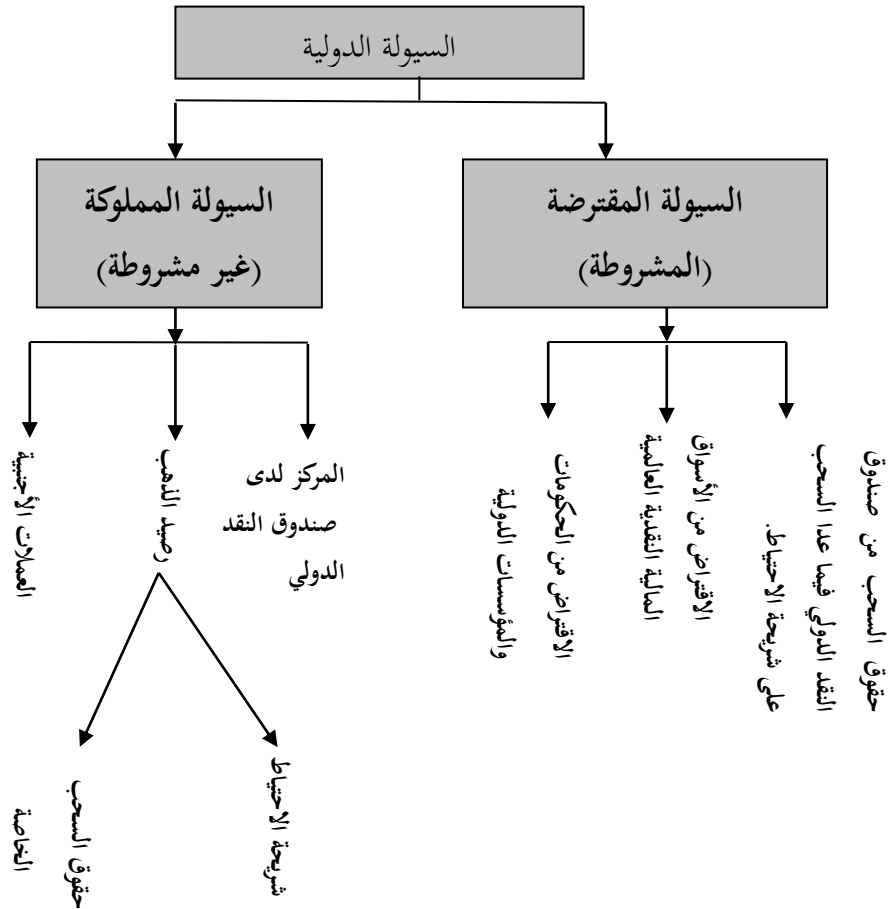 السيولة الدولية
السيولة المقترضة
(المشروطة)
السيولة المملوكة
(غير مشروطة)
حقوق السحب من صندوق
النقد الدولي فيما عدا السحب
على شريحة الاحتياط.
الاقتراض من الأسواق
المالية النقدية العالمية
الاقتراض من الحكومات
والمؤسسات الدولية
المركز لدى
صندوق النقد
الدولي
رصيد الذهب
العملات الأجنبية
شريحة الاحتياط
حقوق السحب
الخاصة